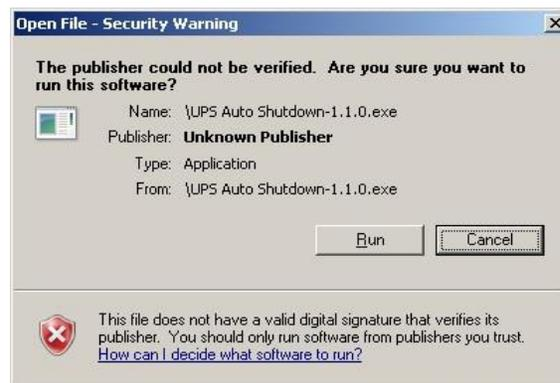 Open File - Security Warning
The publisher could not be verified. Are you sure you want to
run this software?
Name: \UPS Auto Shutdown-1.1.0.exe
Publisher: Unknown Publisher
Type: Application
From: \UPS Auto Shutdown-1.1.0.exe
Run Cancel
This file does not have a valid digital signature that verifies its
publisher. You should only run software from publishers you trust.
How can I decide what software to run?